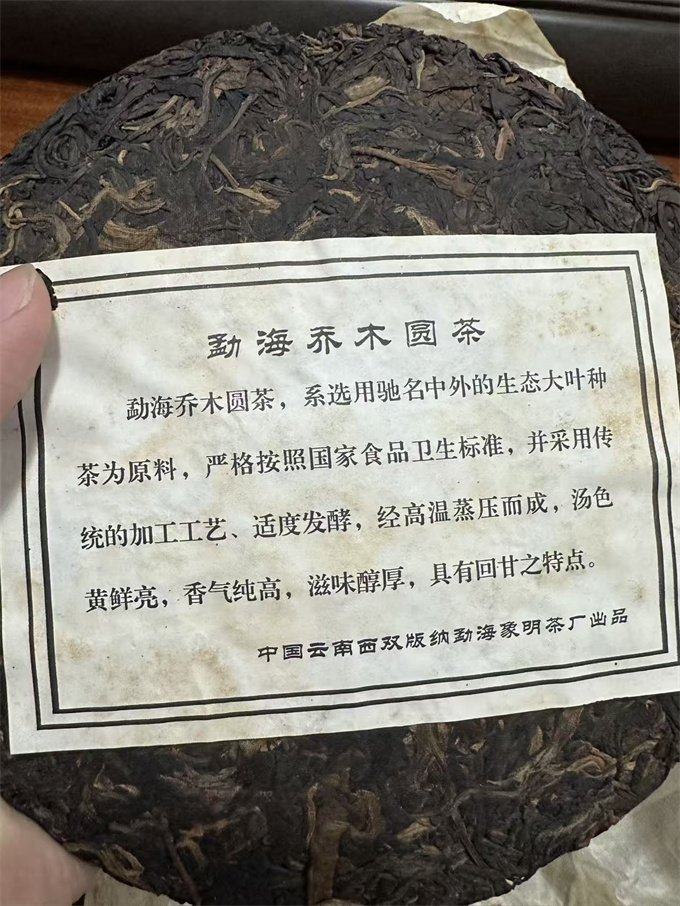 勐海乔木圆茶
勐海乔木圆茶，系选用驰名中外的生态大叶种
茶为原料，严格按照国家食品卫生标准，并采用传
统的加工工艺、适度发酵，经高温蒸压而成，汤色
黄鲜亮，香气纯高，滋味醇厚，具有回甘之特点。
中国云南西双版纳勐海象明茶厂出品